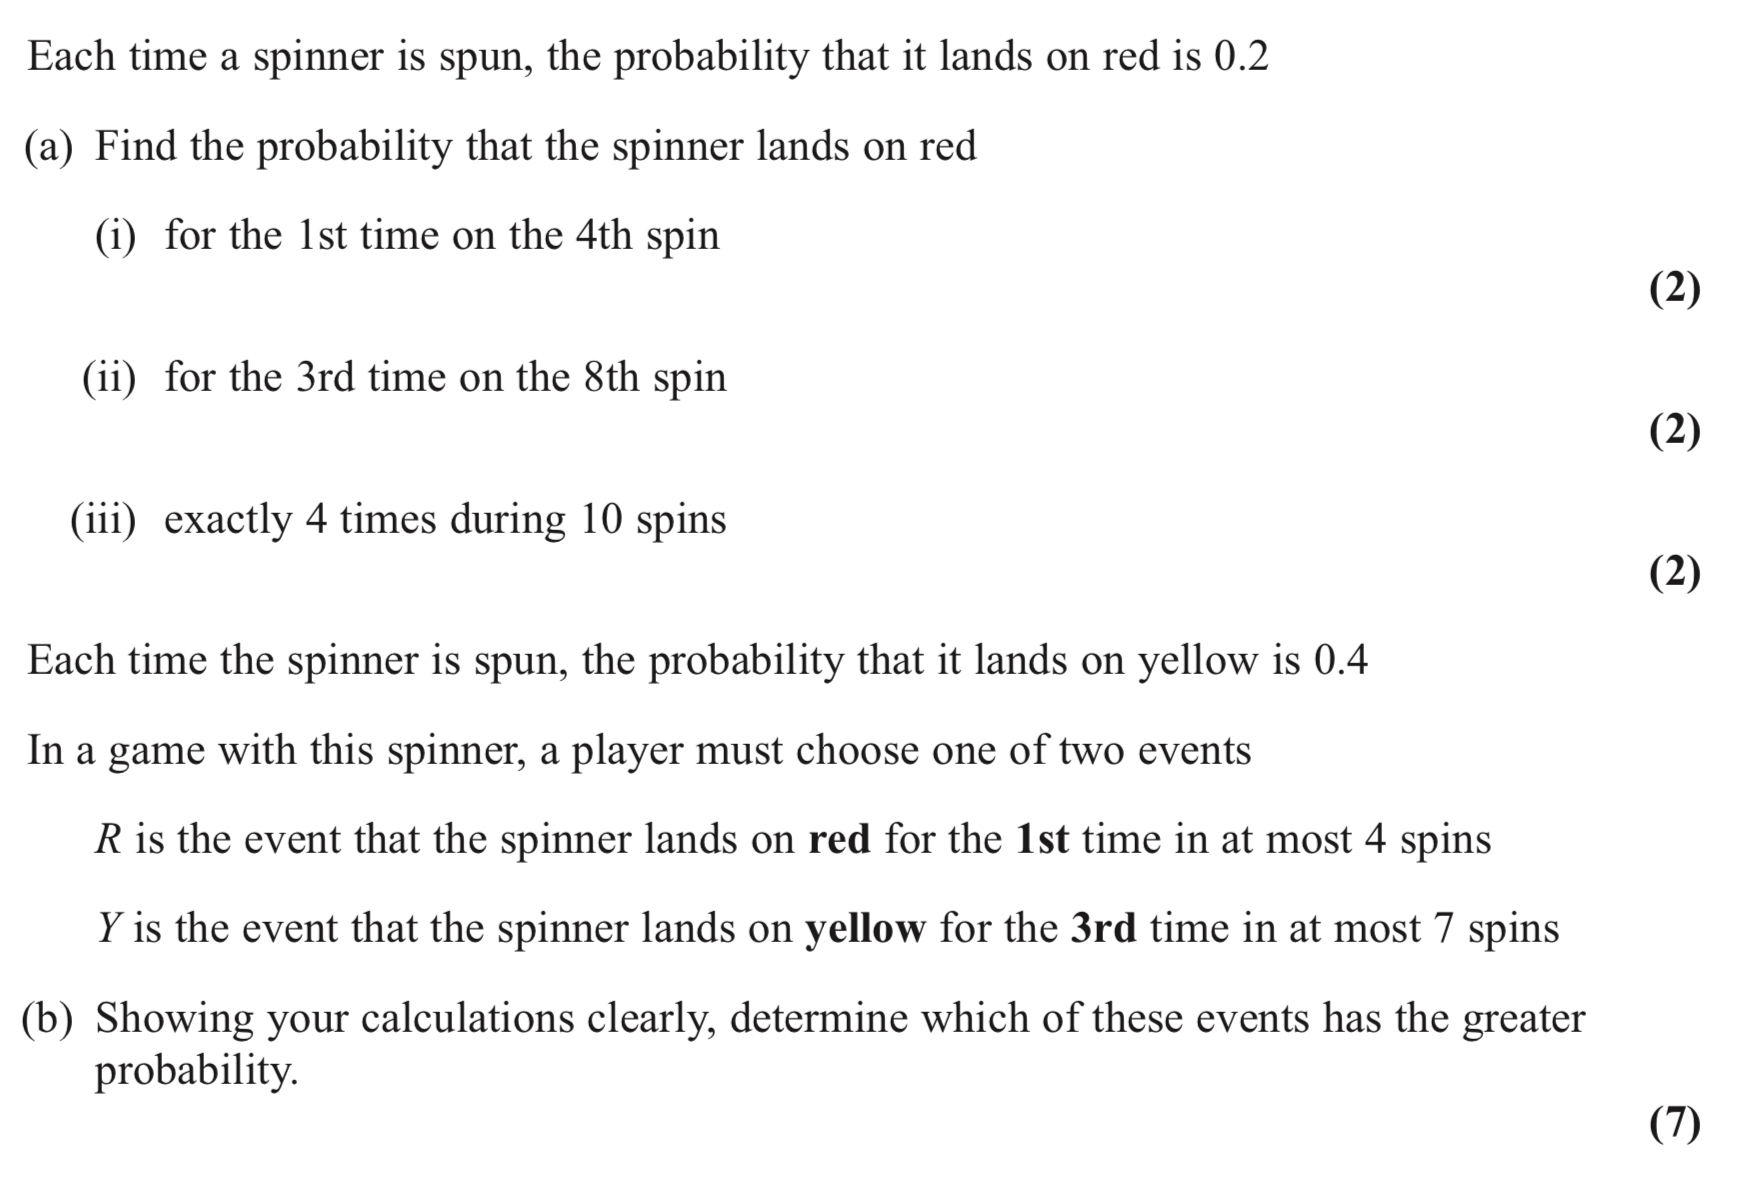 Each time a spinner is spun, the probability that it lands on red is 0.2
(a) Find the probability that the spinner lands on red
(i) for the 1st time on the 4th spin
(2)
(ii) for the 3rd time on the 8th spin
(2)
(iii) exactly 4 times during 10 spins
(2)
Each time the spinner is spun, the probability that it lands on yellow is 0.4
In a game with this spinner, a player must choose one of two events
R is the event that the spinner lands on red for the 1st time in at most 4 spins
Y is the event that the spinner lands on yellow for the 3rd time in at most 7 spins
(b) Showing your calculations clearly, determine which of these events has the greater
probability.
(7)